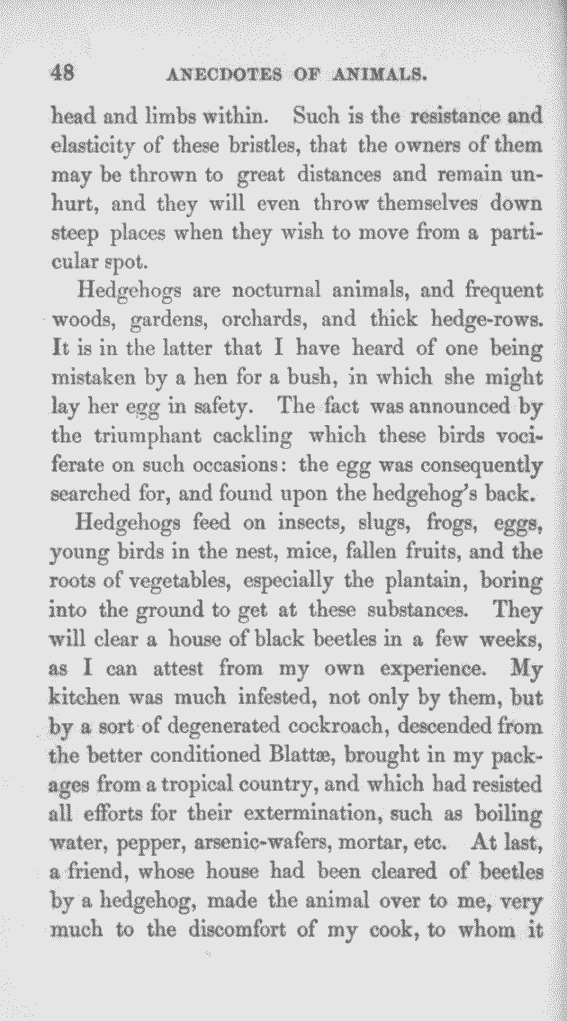 48 ANECDOTES OF ANIMALS.
head and limbs within. Such is the resistance and
elasticity of these bristles, that the owners of them
may be thrown to great distances and remain un-
hurt, and they will even throw themselves down
steep places when they wish to move from a parti-
cular spot.
Hedgehogs are nocturnal animals, and frequent
woods, gardens, orchards, and thick hedge-rows.
It is in the latter that I have heard of one being
mistaken by a hen for a bush, in which she might
lay her egg in safety. The fact was announced by
the triumphant cackling which these birds voci-
ferate on such occasions: the egg was consequently
searched for, and found upon the hedgehog's back.
Hedgehogs feed on insects, slugs, frogs, eggs,
young birds in the nest, mice, fallen fruits, and the
roots of vegetables, especially the plantain, boring
into the ground to get at these substances. They
will clear a house of black beetles in a few weeks,
as I can attest from my own experience. My
kitchen was much infested, not only by them, but
by a sort of degenerated cockroach, descended from
the better conditioned Blattæ, brought in my pack-
ages from a tropical country, and which had resisted
all efforts for their extermination, such as boiling
water, pepper, arsenic-wafers, mortar, etc. At last,
a friend, whose house had been cleared of beetles
by a hedgehog, made the animal over to me, very
much to the discomfort of my cook, to whom it